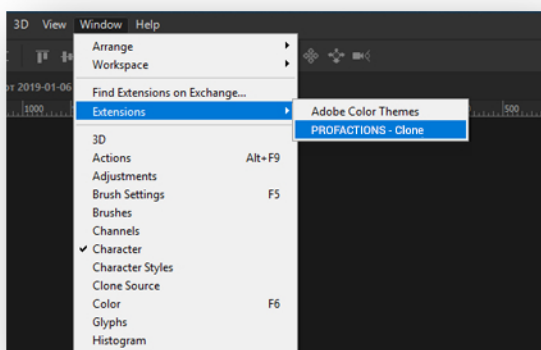 3D View Window Help
Arrange
Workspace
2019-01-06
Find Extensions on Exchange...
1000
Extensions
Adobe Color Themes
500
PROFACTIONS - Clone
3D
Actions Alt+F9
Adjustments
Brush Settings F5
Brushes
Channels
Character
Character Styles
Clone Source
Color F6
Glyphs
Histogram